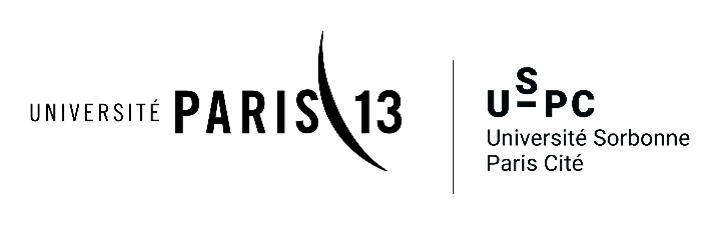 UNIVERSITÉ PARIS 13
USPC
Université Sorbonne
Paris Cité